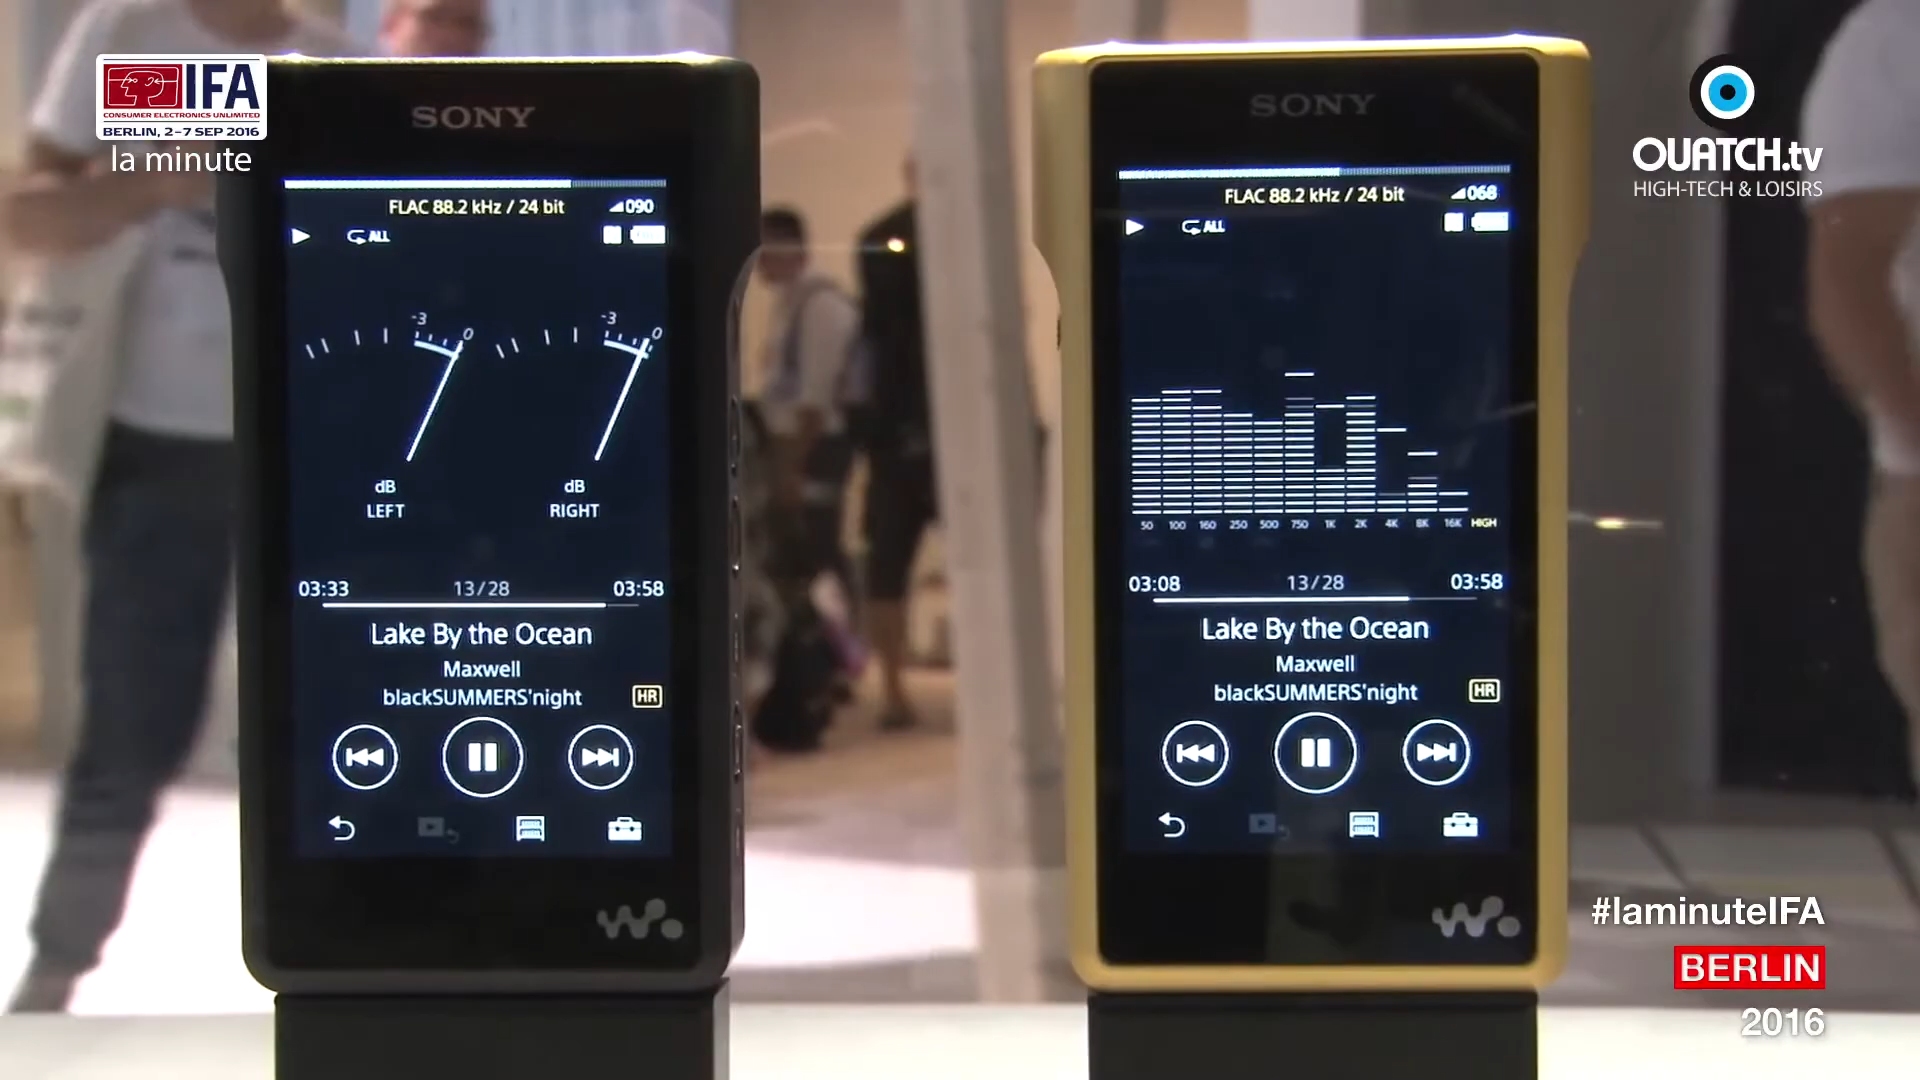 IFA
CONSUMER ELECTRONICS UNLIMITED
BERLIN, 2-7 SEP 2016
la minute
SONY
FLAC 88.2 kHz / 24 bit
090
ALL
N
-3
0
-3
0
dB
dB
LEFT
RIGHT
03:33
13/28
03:58
Lake By the Ocean
Maxwell
blackSUMMERS'night
HR
SONY
FLAC 88.2 kHz / 24 bit
068
ALL
N
50 100 160 250 500 750 1K 2K 4K 8K 16K HIGH
03:08
13/28
03:58
Lake By the Ocean
Maxwell
blackSUMMERS'night
HR
OUATCH.tv
HIGH-TECH & LOISIRS
#laminuteIFA
BERLIN
2016